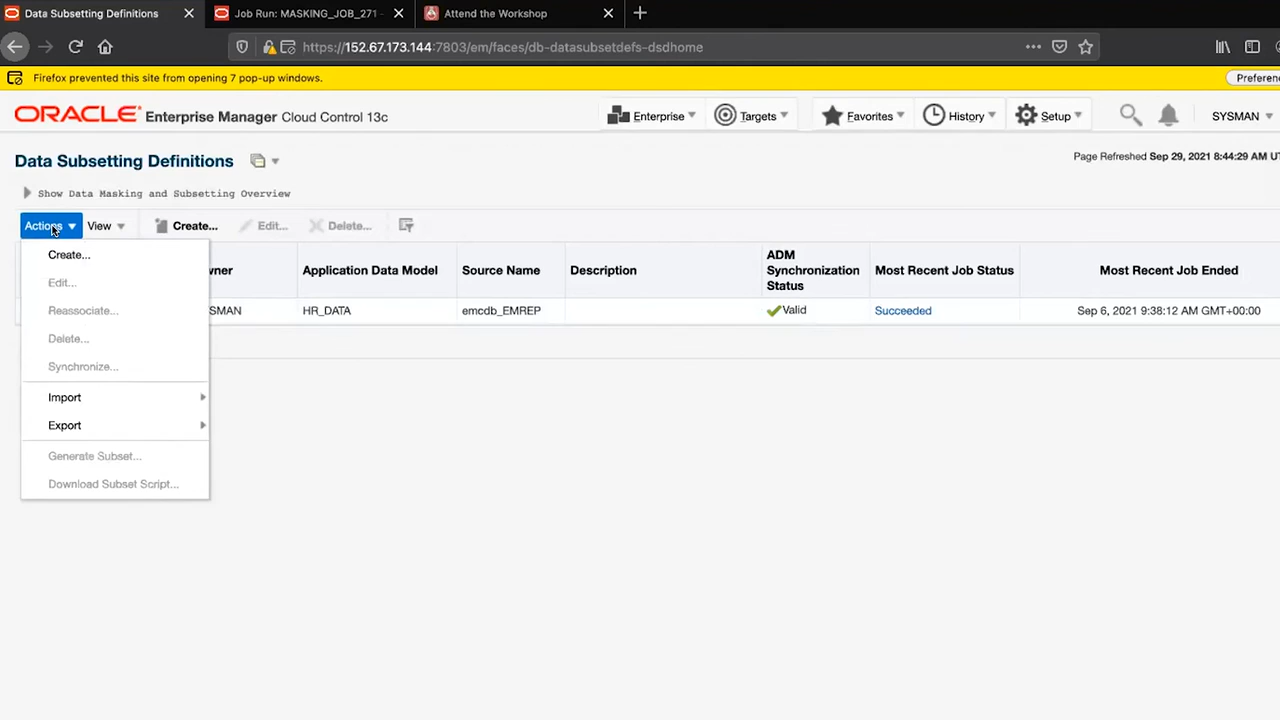 Data Subsetting Definitions
Job Run: MASKING_JOB_271
Attend the Workshop
https://152.67.173.144:7803/em/faces/db-datasubsetdefs-dsdhome
Firefox prevented this site from opening 7 pop-up windows.
Preferenc
ORACLE Enterprise Manager Cloud Control 13c
Enterprise
Targets
Favorites
History
Setup
SYSMAN
Data Subsetting Definitions
Page Refreshed Sep 29, 2021 8:44:29 AM UT
Show Data Masking and Subsetting Overview
Actions View Create... Edit... Delete...
wner Application Data Model Source Name Description ADM Synchronization Status Most Recent Job Status Most Recent Job Ended
SMAN HR_DATA emcdb_EMREP Valid Succeeded Sep 6, 2021 9:38:12 AM GMT+00:00
Create...
Edit...
Reassociate...
Delete...
Synchronize...
Import
Export
Generate Subset...
Download Subset Script...